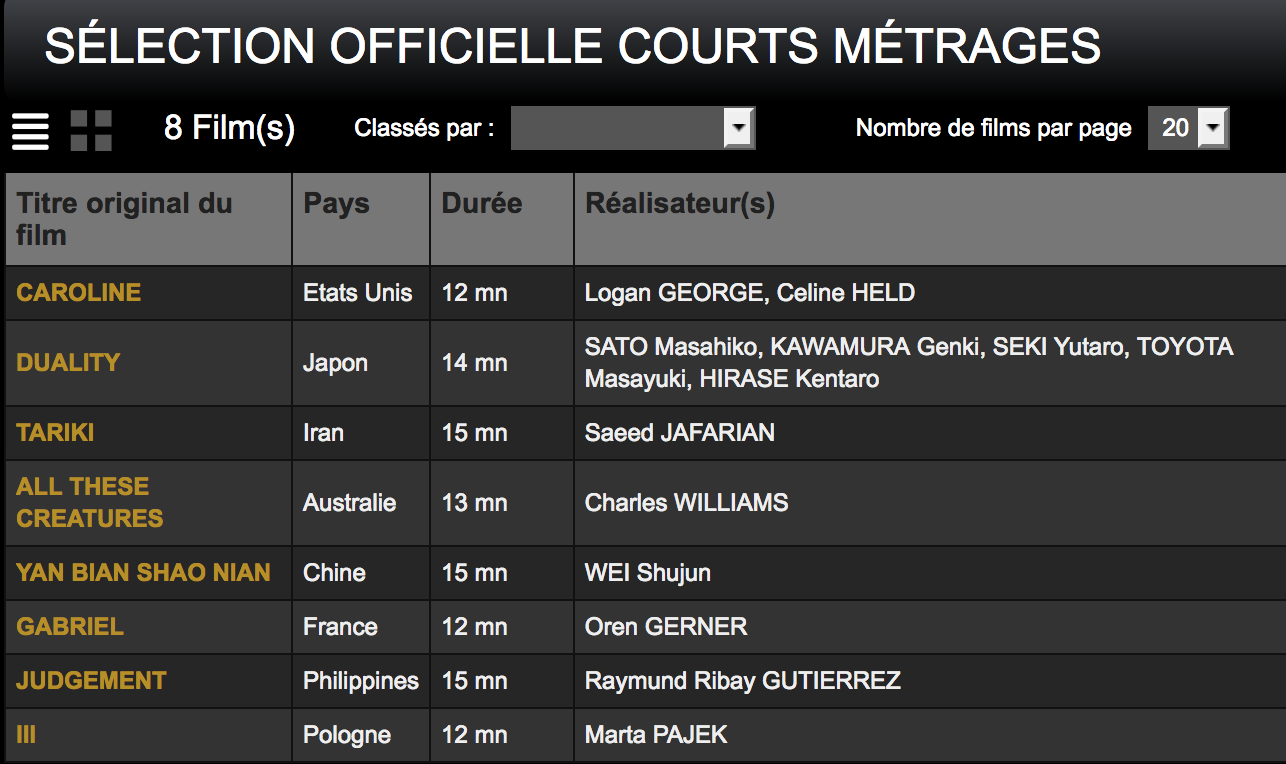 SÉLECTION OFFICIELLE COURTS MÉTRAGES
8 Film(s) Classés par : Nombre de films par page 20
Titre original du
film
Pays Durée Réalisateur(s)
CAROLINE Etats Unis 12 mn Logan GEORGE, Celine HELD
DUALITY Japon 14 mn SATO Masahiko, KAWAMURA Genki, SEKI Yutaro, TOYOTA
Masayuki, HIRASE Kentaro
TARIKI Iran 15 mn Saeed JAFARIAN
ALL THESE
CREATURES
Australie 13 mn Charles WILLIAMS
YAN BIAN SHAO NIAN Chine 15 mn WEI Shujun
GABRIEL France 12 mn Oren GERNER
JUDGEMENT Philippines 15 mn Raymund Ribay GUTIERREZ
III Pologne 12 mn Marta PAJEK